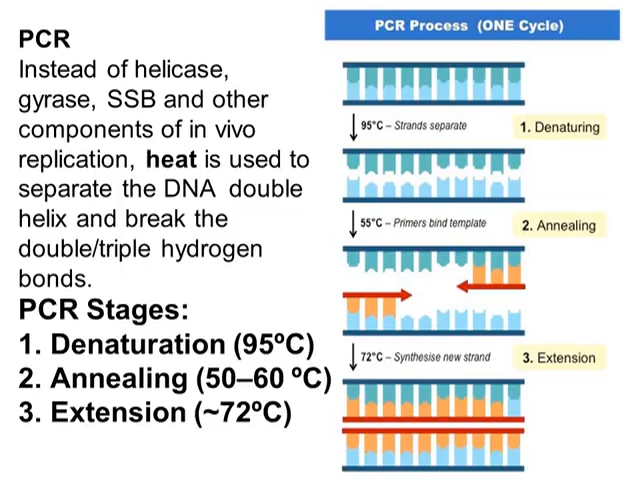 PCR
Instead of helicase,
gyrase, SSB and other
components of in vivo
replication, heat is used to
separate the DNA double
helix and break the
double/triple hydrogen
bonds.
PCR Stages:
1. Denaturation (95ºC)
2. Annealing (50–60 ºC)
3. Extension (~72ºC)
PCR Process (ONE Cycle)
95°C – Strands separate
1. Denaturing
55°C – Primers bind template
2. Annealing
72°C – Synthesise new strand
3. Extension